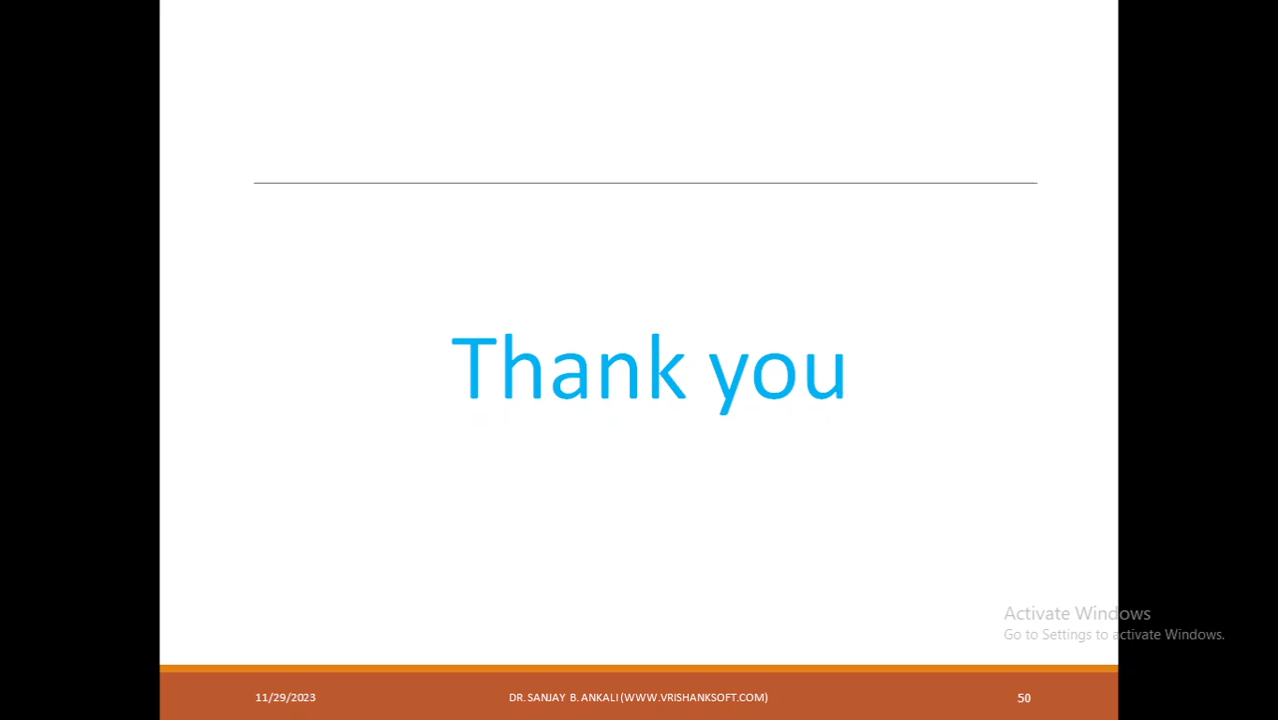 Thank you
Activate Windows
Go to Settings to activate Windows.
11/29/2023
DR. SANJAY B. ANKALI (WWW.VRISHANKSOFT.COM)
50